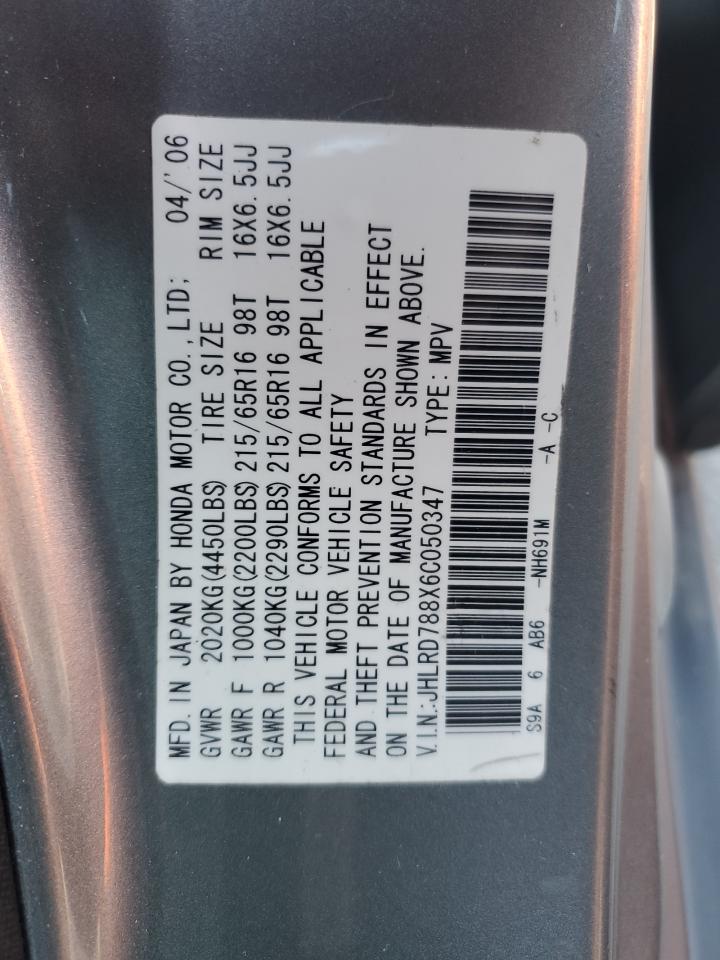 MFD. IN JAPAN BY HONDA MOTOR CO.,LTD; 04/'06
GVWR 2020KG(4450LBS) TIRE SIZE RIM SIZE
GAWR F 1000KG(2200LBS)215/65R16 98T 16X6.5JJ
GAWR R 1040KG(2290LBS)215/65R16 98T 16X6.5JJ
THIS VEHICLE CONFORMS TO ALL APPLICABLE
FEDERAL MOTOR VEHICLE SAFETY
AND THEFT PREVENTION STANDARDS IN EFFECT
ON THE DATE OF MANUFACTURE SHOWN ABOVE.
V.I.N.:JHLRD788X6C050347 TYPE: MPV
S9A 6 AB6 -NH691M -A -C